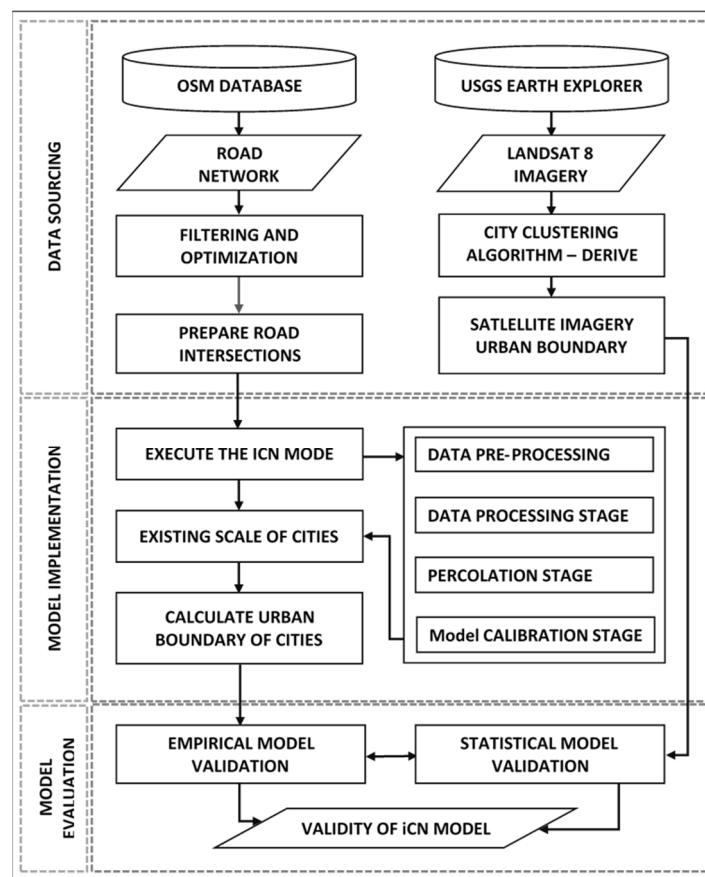 DATA SOURCING
OSM DATABASE
ROAD
NETWORK
FILTERING AND
OPTIMIZATION
PREPARE ROAD
INTERSECTIONS
USGS EARTH EXPLORER
LANDSAT 8
IMAGERY
CITY CLUSTERING
ALGORITHM – DERIVE
SATLELLITE IMAGERY
URBAN BOUNDARY
MODEL IMPLEMENTATION
EXECUTE THE ICN MODE
EXISTING SCALE OF CITIES
CALCULATE URBAN
BOUNDARY OF CITIES
DATA PRE-PROCESSING
DATA PROCESSING STAGE
PERCOLATION STAGE
Model CALIBRATION STAGE
MODEL
EVALUATION
EMPIRICAL MODEL
VALIDATION
STATISTICAL MODEL
VALIDATION
VALIDITY OF iCN MODEL